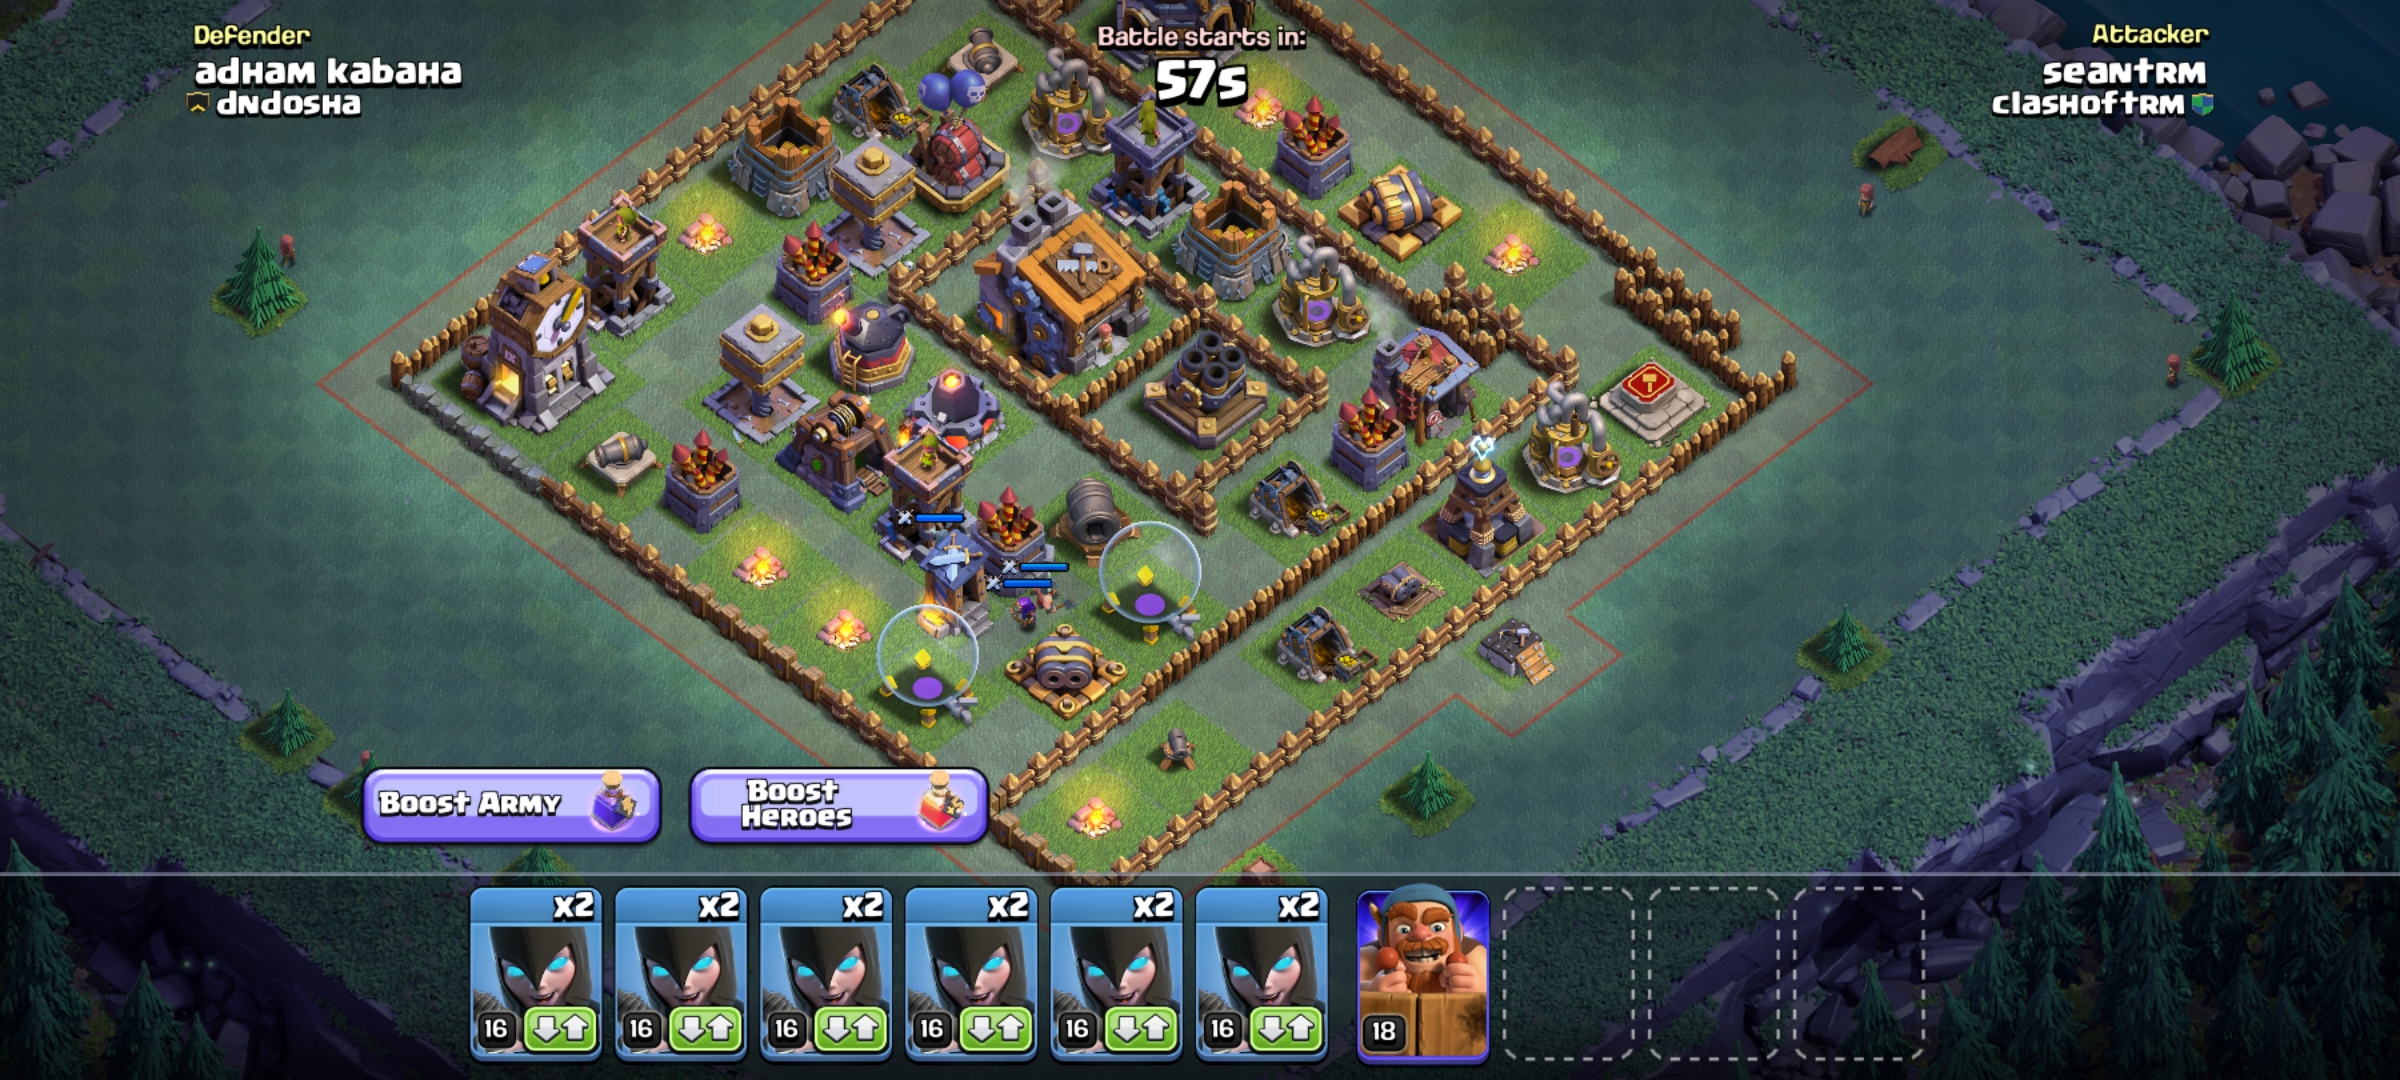 Defender
adham kabaha
dndosha
Battle starts in:
57s
Attacker
seantRM
clashoftRM
Boost Army
Boost
Heroes
x2
x2
x2
x2
x2
x2
16
16
16
16
16
16
18